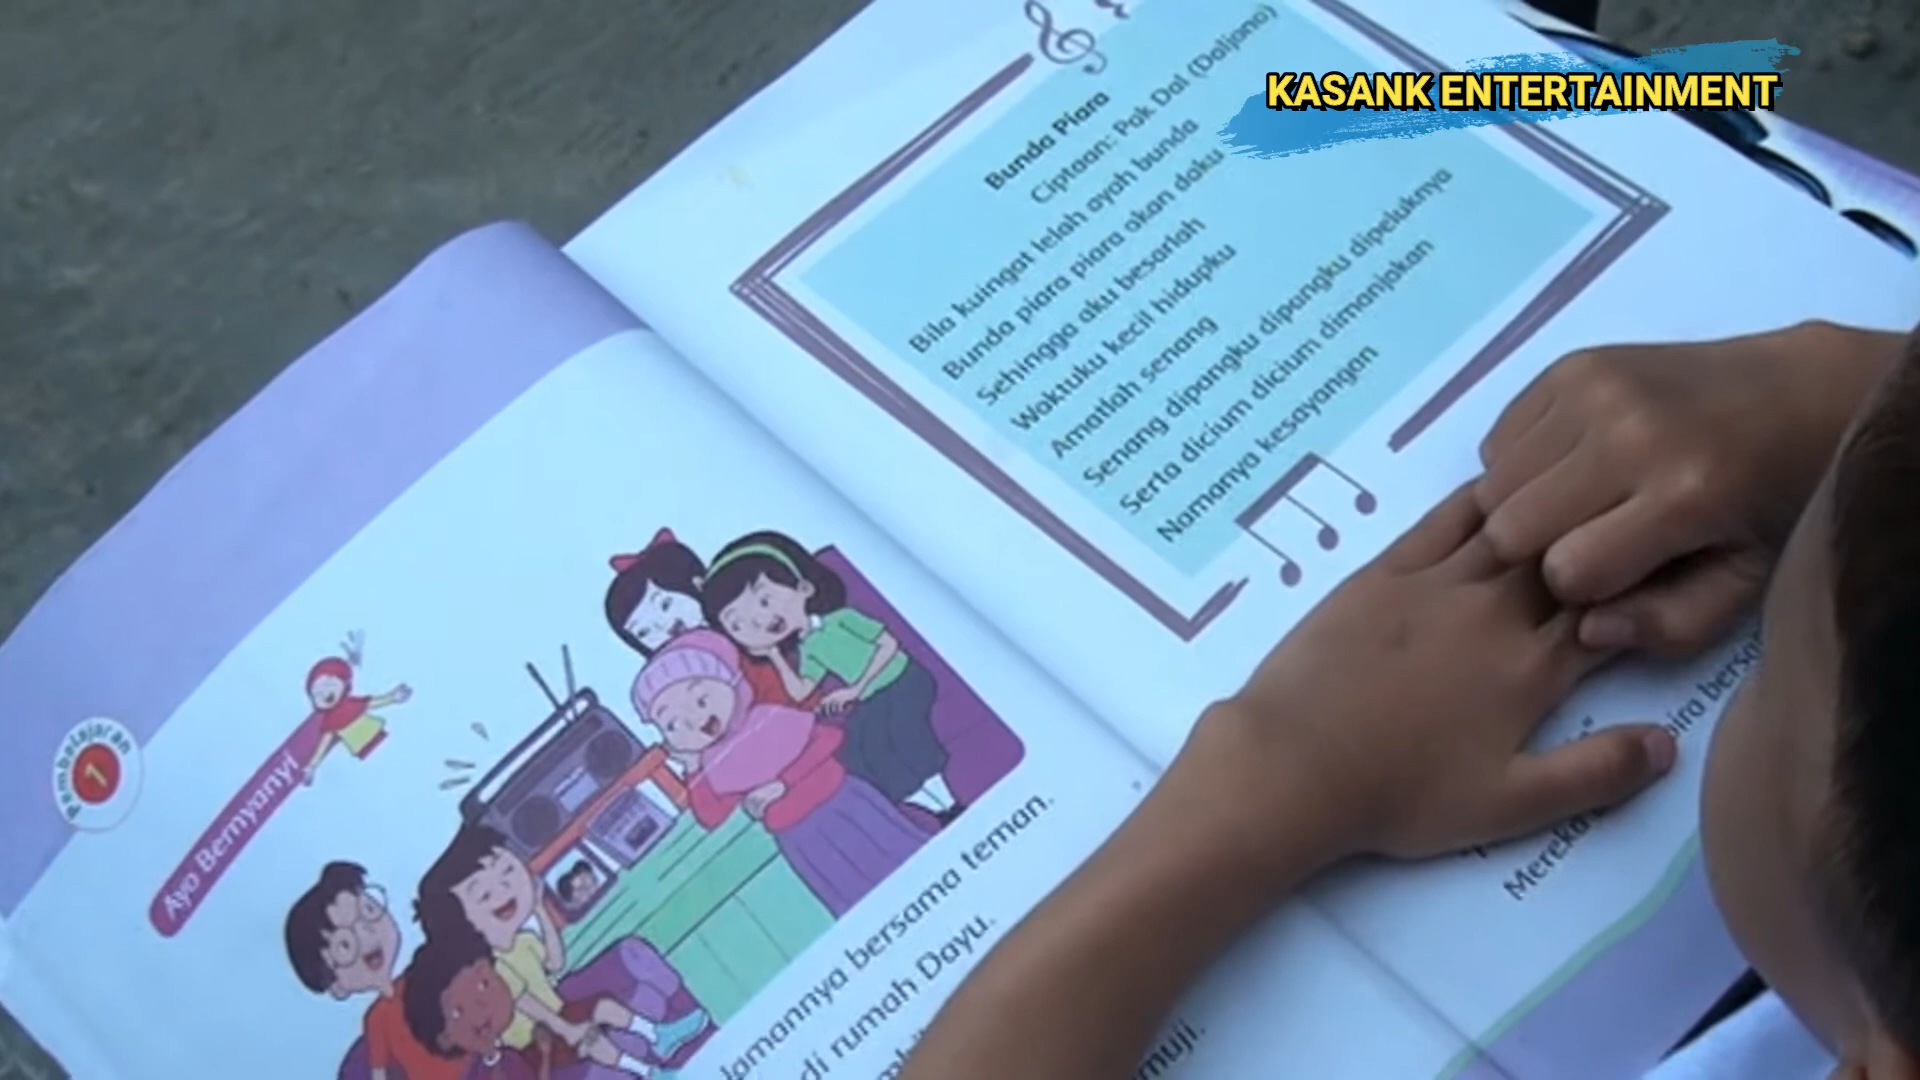 KASANK ENTERTAINMENT
Pembelajaran
1
Ayo Bernyanyi
bersama teman.
di rumah Dayu.
Bunda Piara
Ciptaan: Pak Dal (Daljono)
Bila kuingat lelah ayah bunda
Bunda piara piara akan daku
Sehingga aku besarlah
Waktuku kecil hidupku
Amatlah senang
Senang dipangku dipangku dipeluknya
Serta dicium dicium dimanjakan
Namanya kesayangan
Mereka